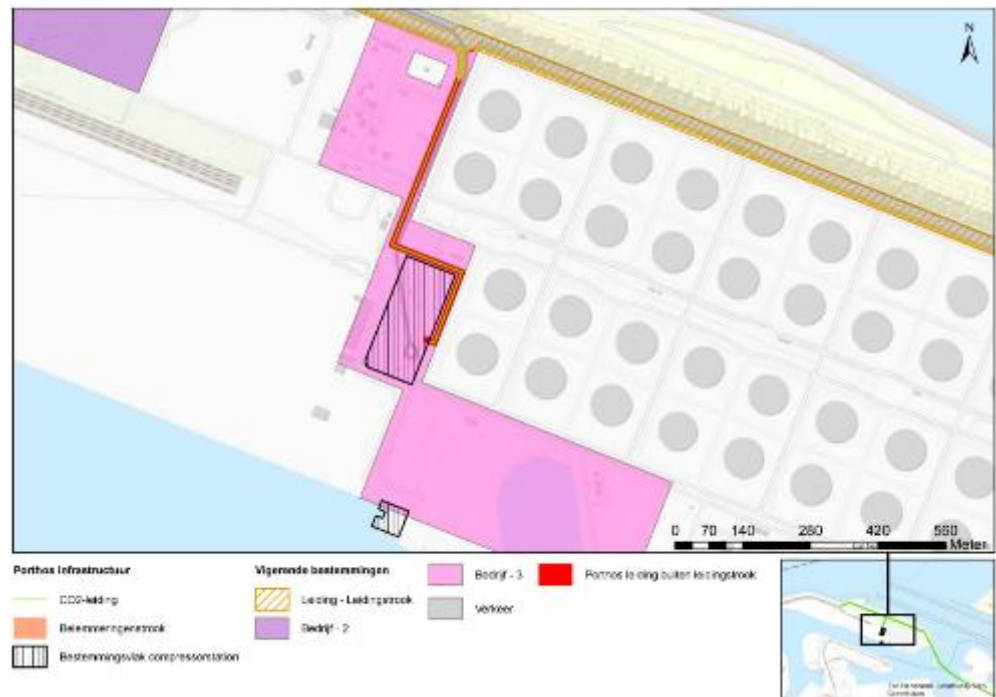 N
0 70 140 280 420 560
Meter
Porthos infrastructuur
CO2-leiding
Belemmeringenstrook
Bestemmingsvlak compressorstation
Vigerende bestemmingen
Leiding - Leidingstrook
Bedrijf - 2
Bedrijf - 3
Verkeer
Porthos leiding buiten leidingstrook